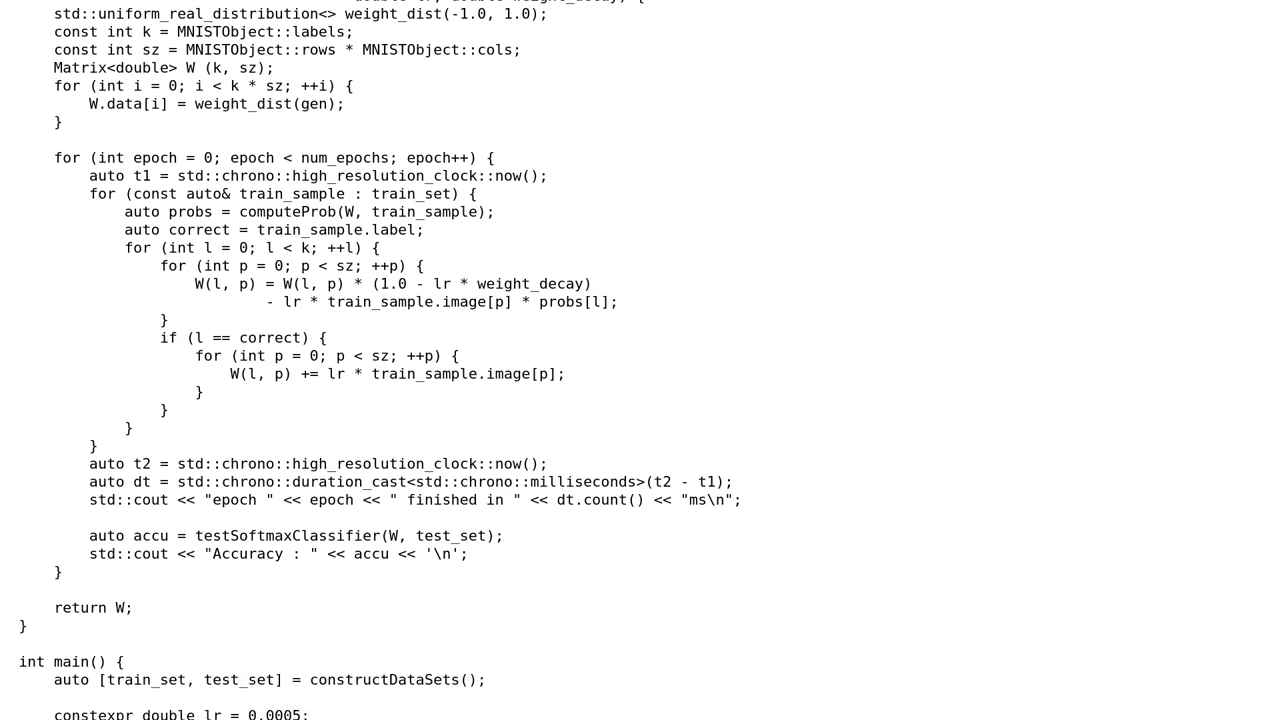 double lr, double weight_decay) {
    std::uniform_real_distribution<> weight_dist(-1.0, 1.0);
    const int k = MNISTObject::labels;
    const int sz = MNISTObject::rows * MNISTObject::cols;
    Matrix<double> W (k, sz);
    for (int i = 0; i < k * sz; ++i) {
        W.data[i] = weight_dist(gen);
    }
    for (int epoch = 0; epoch < num_epochs; epoch++) {
        auto t1 = std::chrono::high_resolution_clock::now();
        for (const auto& train_sample : train_set) {
            auto probs = computeProb(W, train_sample);
            auto correct = train_sample.label;
            for (int l = 0; l < k; ++l) {
                for (int p = 0; p < sz; ++p) {
                    W(l, p) = W(l, p) * (1.0 - lr * weight_decay)
                            - lr * train_sample.image[p] * probs[l];
                }
                if (l == correct) {
                    for (int p = 0; p < sz; ++p) {
                        W(l, p) += lr * train_sample.image[p];
                    }
                }
            }
        }
        auto t2 = std::chrono::high_resolution_clock::now();
        auto dt = std::chrono::duration_cast<std::chrono::milliseconds>(t2 - t1);
        std::cout << "epoch " << epoch << " finished in " << dt.count() << "ms\n";
        auto accu = testSoftmaxClassifier(W, test_set);
        std::cout << "Accuracy : " << accu << '\n';
    }
    return W;
}
int main() {
    auto [train_set, test_set] = constructDataSets();
    constexpr double lr = 0.0005;